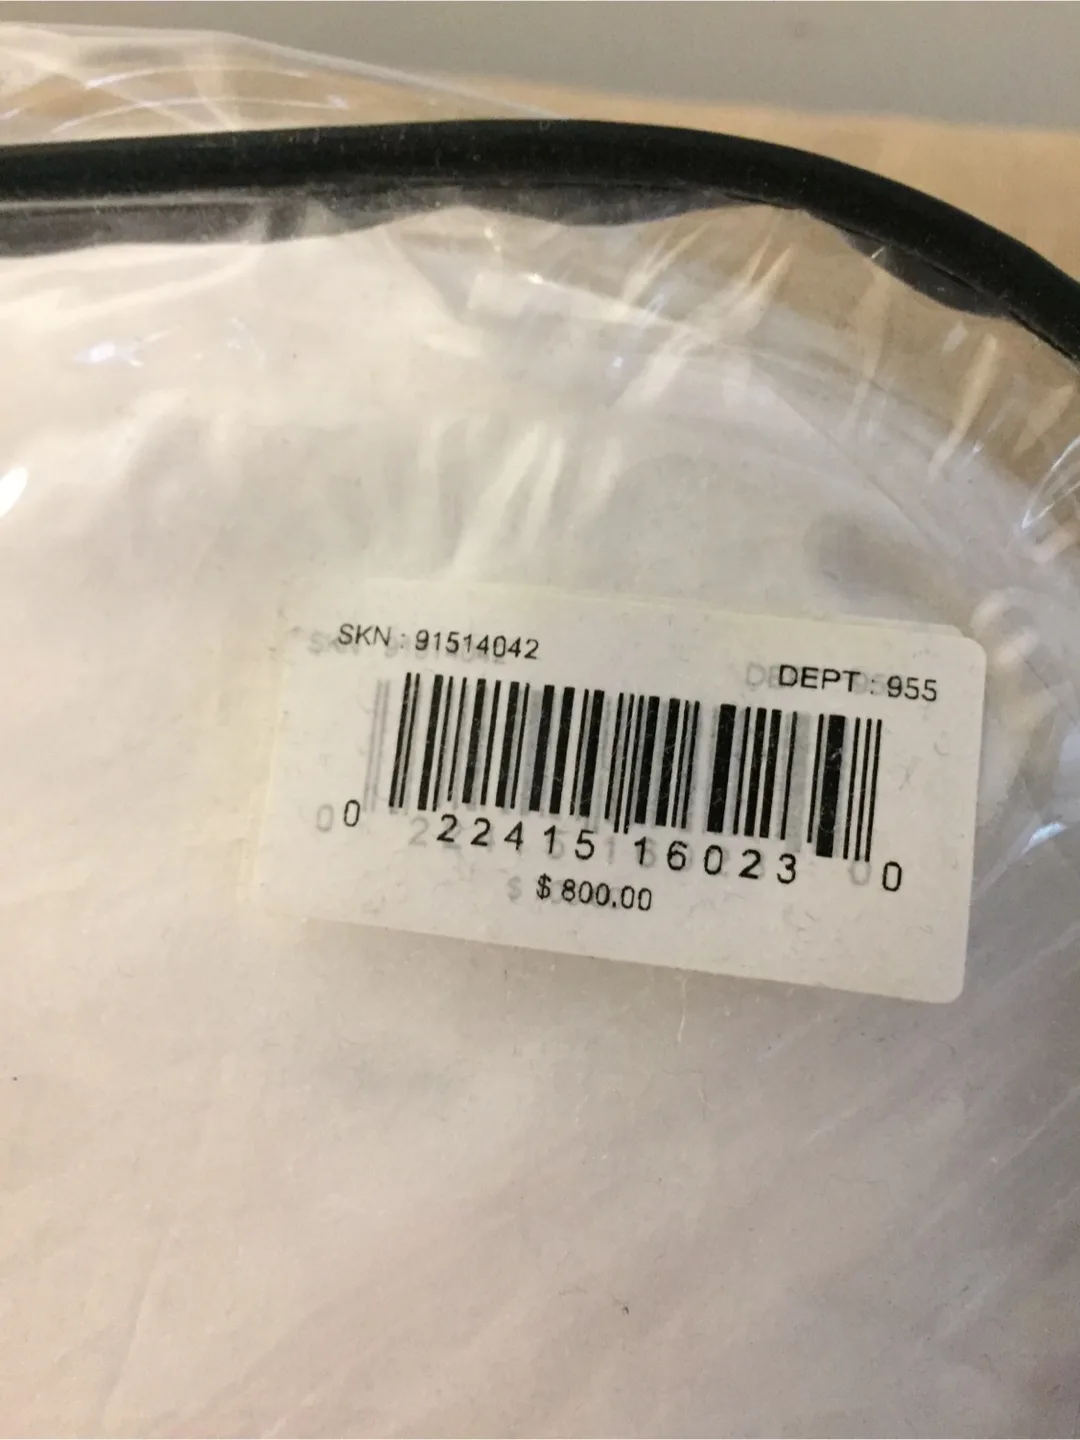 SKN : 91514042
DEPT : 955
0 22415 16023 0
$ 800.00